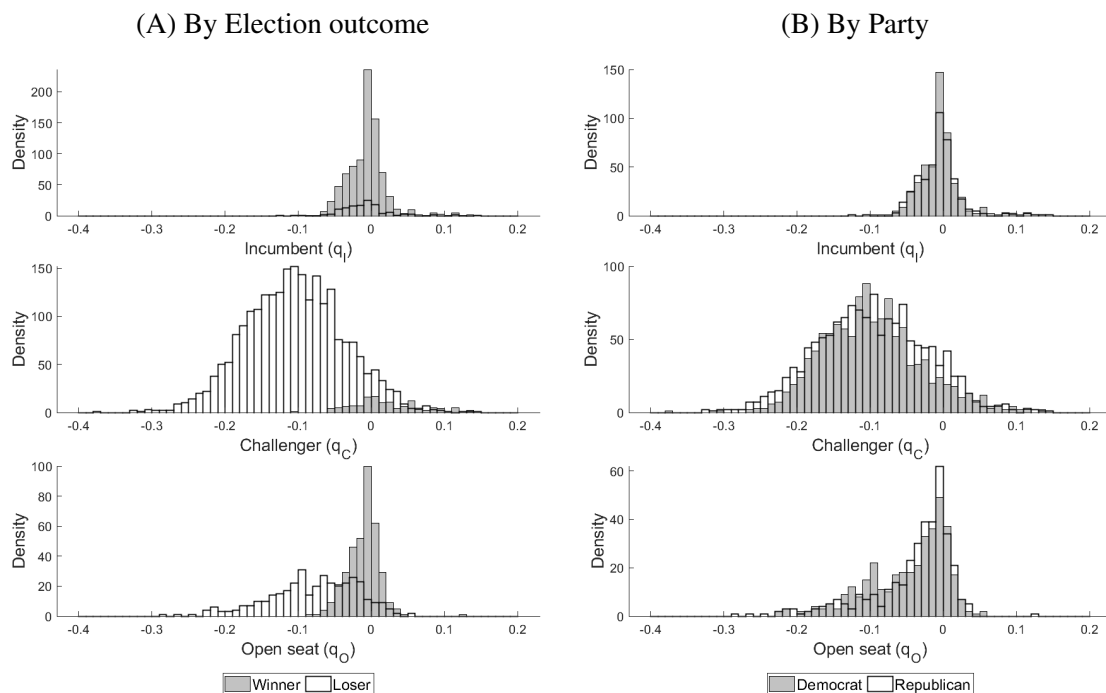 (A) By Election outcome
(B) By Party
200
150
100
50
0
Density
-0.4 -0.3 -0.2 -0.1 0 0.1 0.2
Incumbent (q_I)
150
100
50
0
Density
-0.4 -0.3 -0.2 -0.1 0 0.1 0.2
Incumbent (q_I)
150
100
50
0
Density
-0.4 -0.3 -0.2 -0.1 0 0.1 0.2
Challenger (q_C)
100
50
0
Density
-0.4 -0.3 -0.2 -0.1 0 0.1 0.2
Challenger (q_C)
100
80
60
40
20
0
Density
-0.4 -0.3 -0.2 -0.1 0 0.1 0.2
Open seat (q_O)
60
40
20
0
Density
-0.4 -0.3 -0.2 -0.1 0 0.1 0.2
Open seat (q_O)
Winner Loser
Democrat Republican